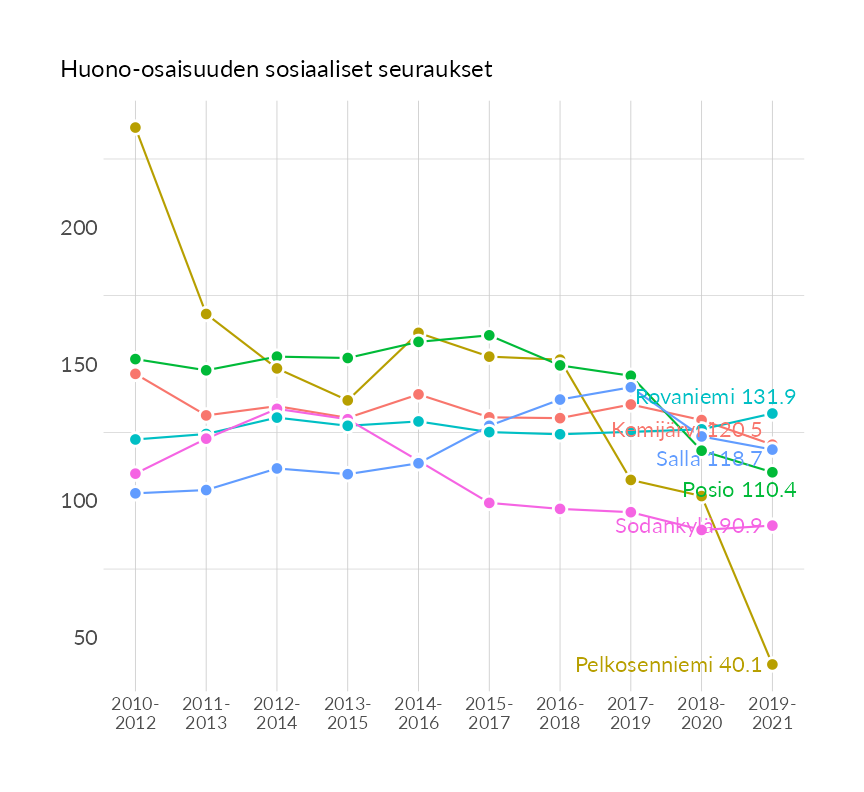 Huono-osaisuuden sosiaaliset seuraukset
200
150
100
50
Rovaniemi 131.9
Kemijärvi 120.5
Salla 118.7
Posio 110.4
Sodankylä 90.9
Pelkosenniemi 40.1
2010- 2011- 2012- 2013- 2014- 2015- 2016- 2017- 2018- 2019-
2012 2013 2014 2015 2016 2017 2018 2019 2020 2021